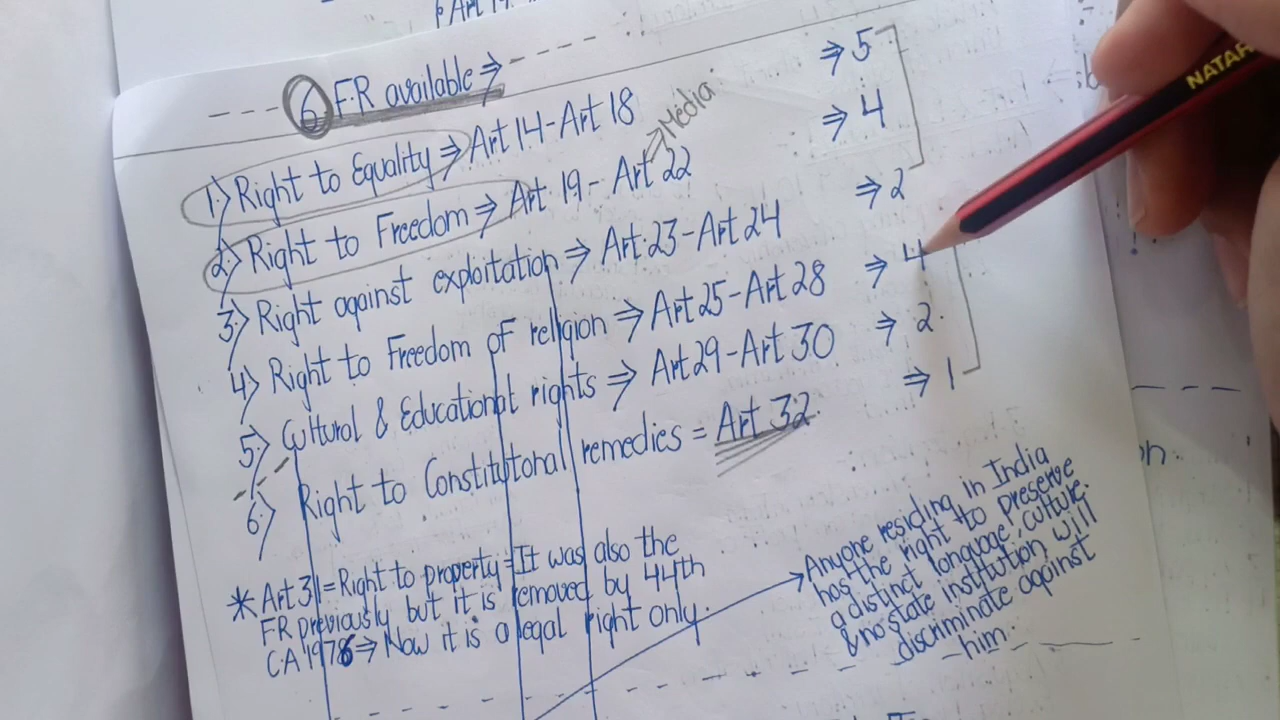 Art 19
6 F.R available ⇒
1.) Right to Equality ⇒ Art 14-Art 18 ⇒ 5
Media
2.) Right to Freedom ⇒ Art 19- Art 22 ⇒ 4
3.) Right against exploitation ⇒ Art 23-Art 24 ⇒ 2
4.) Right to Freedom of religion ⇒ Art 25-Art 28 ⇒ 4
5.) Cultural & Educational rights ⇒ Art 29-Art 30 ⇒ 2.
6.) Right to Constitutonal remedies = Art 32. ⇒ 1
* Art 31 = Right to property = It was also the
FR previously but it is removed by 44th
CA 1978 ⇒ Now it is a legal right only.
Anyone residing in India
has the right to preserve
a distinct language, culture.
& no state institution will
discriminate against
him.
NATAR